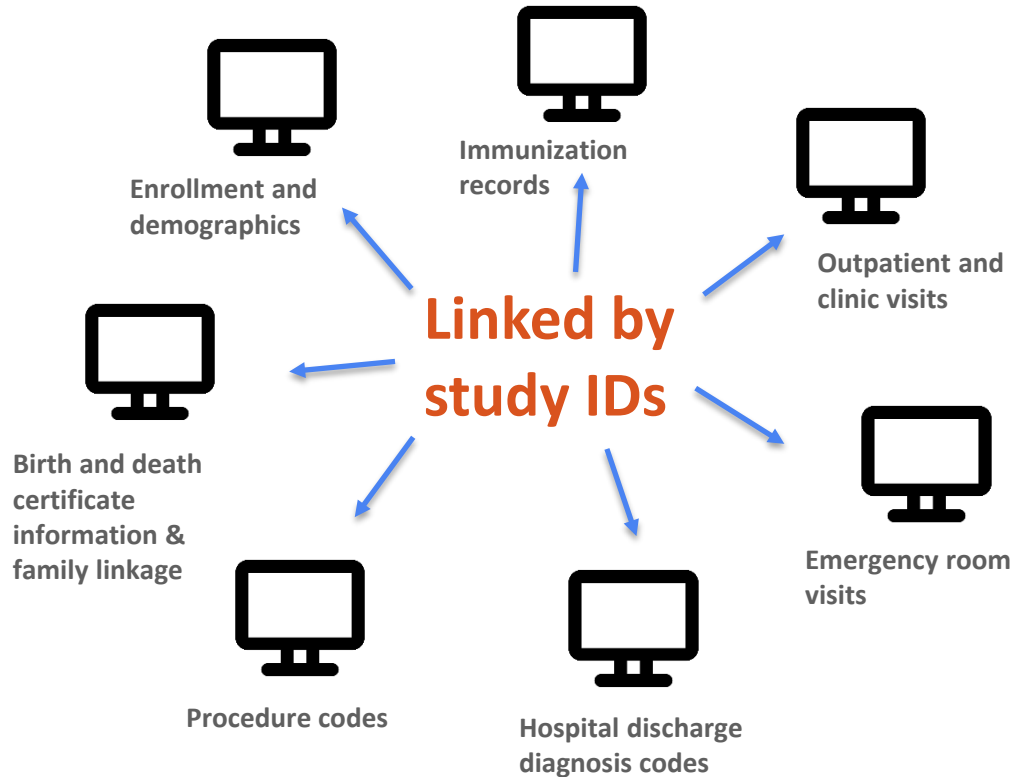 Immunization
records
Enrollment and
demographics
Outpatient and
clinic visits
Linked by
study IDs
Birth and death
certificate
information &
family linkage
Emergency room
visits
Procedure codes
Hospital discharge
diagnosis codes